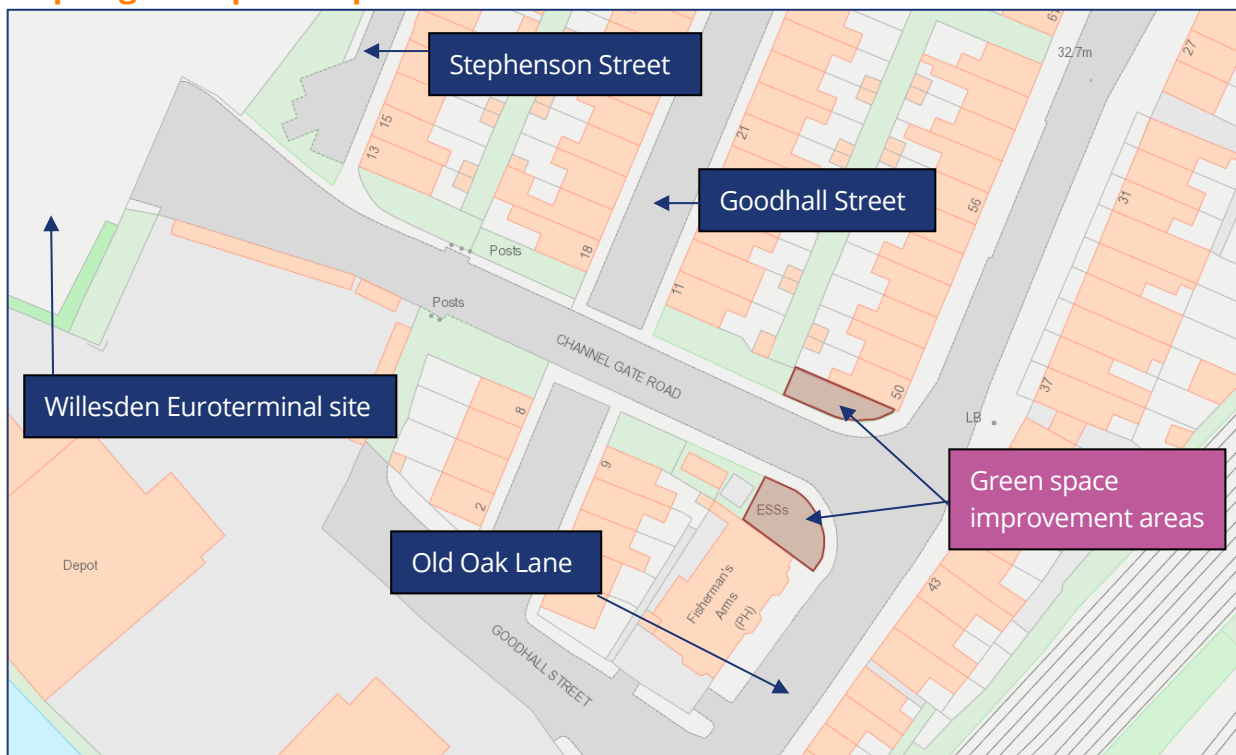 Stephenson Street
61
27
32.7m
15
13
21
Goodhall Street
56
31
Posts
18
11
Posts
CHANNEL GATE ROAD
Willesden Euroterminal site
37
50
LB
8
9
Green space
improvement areas
ESSs
2
Old Oak Lane
Depot
Fisherman's
Arms
(PH)
43
GOODHALL STREET